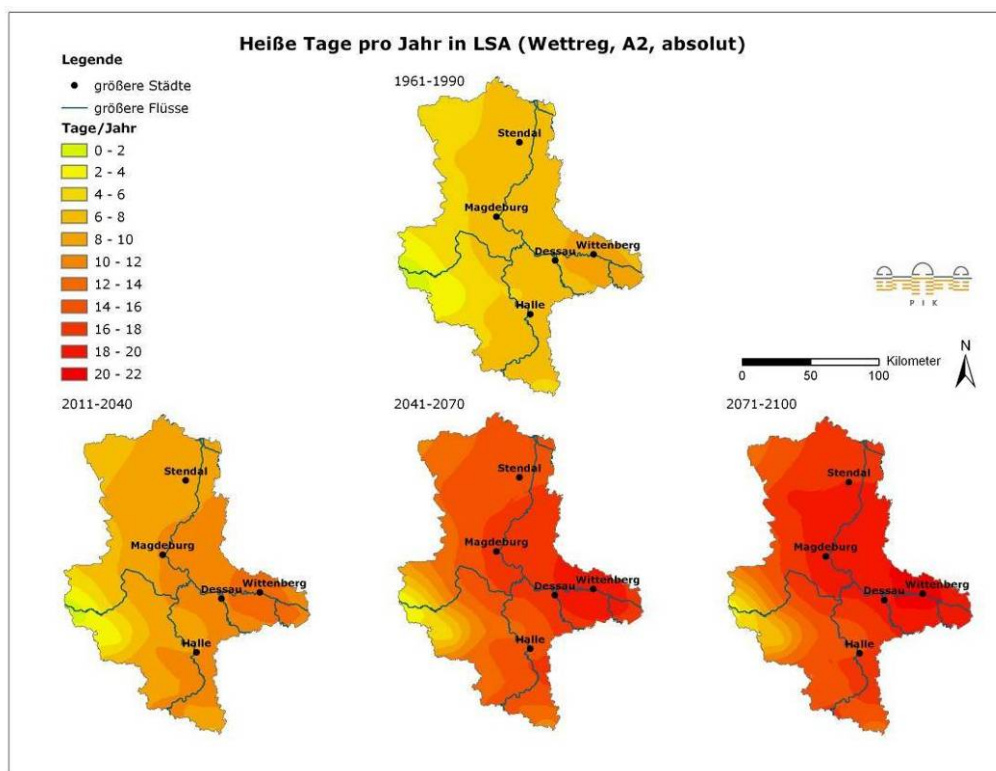 Heiße Tage pro Jahr in LSA (Wettreg, A2, absolut)
Legende
größere Städte
größere Flüsse
Tage/Jahr
0 - 2
2 - 4
4 - 6
6 - 8
8 - 10
10 - 12
12 - 14
14 - 16
16 - 18
18 - 20
20 - 22
1961-1990
Stendal
Magdeburg
Dessau Wittenberg
Halle
P I K
N
Kilometer
0 50 100
2011-2040
Stendal
Magdeburg
Dessau Wittenberg
Halle
2041-2070
Stendal
Magdeburg
Dessau Wittenberg
Halle
2071-2100
Stendal
Magdeburg
Dessau Wittenberg
Halle